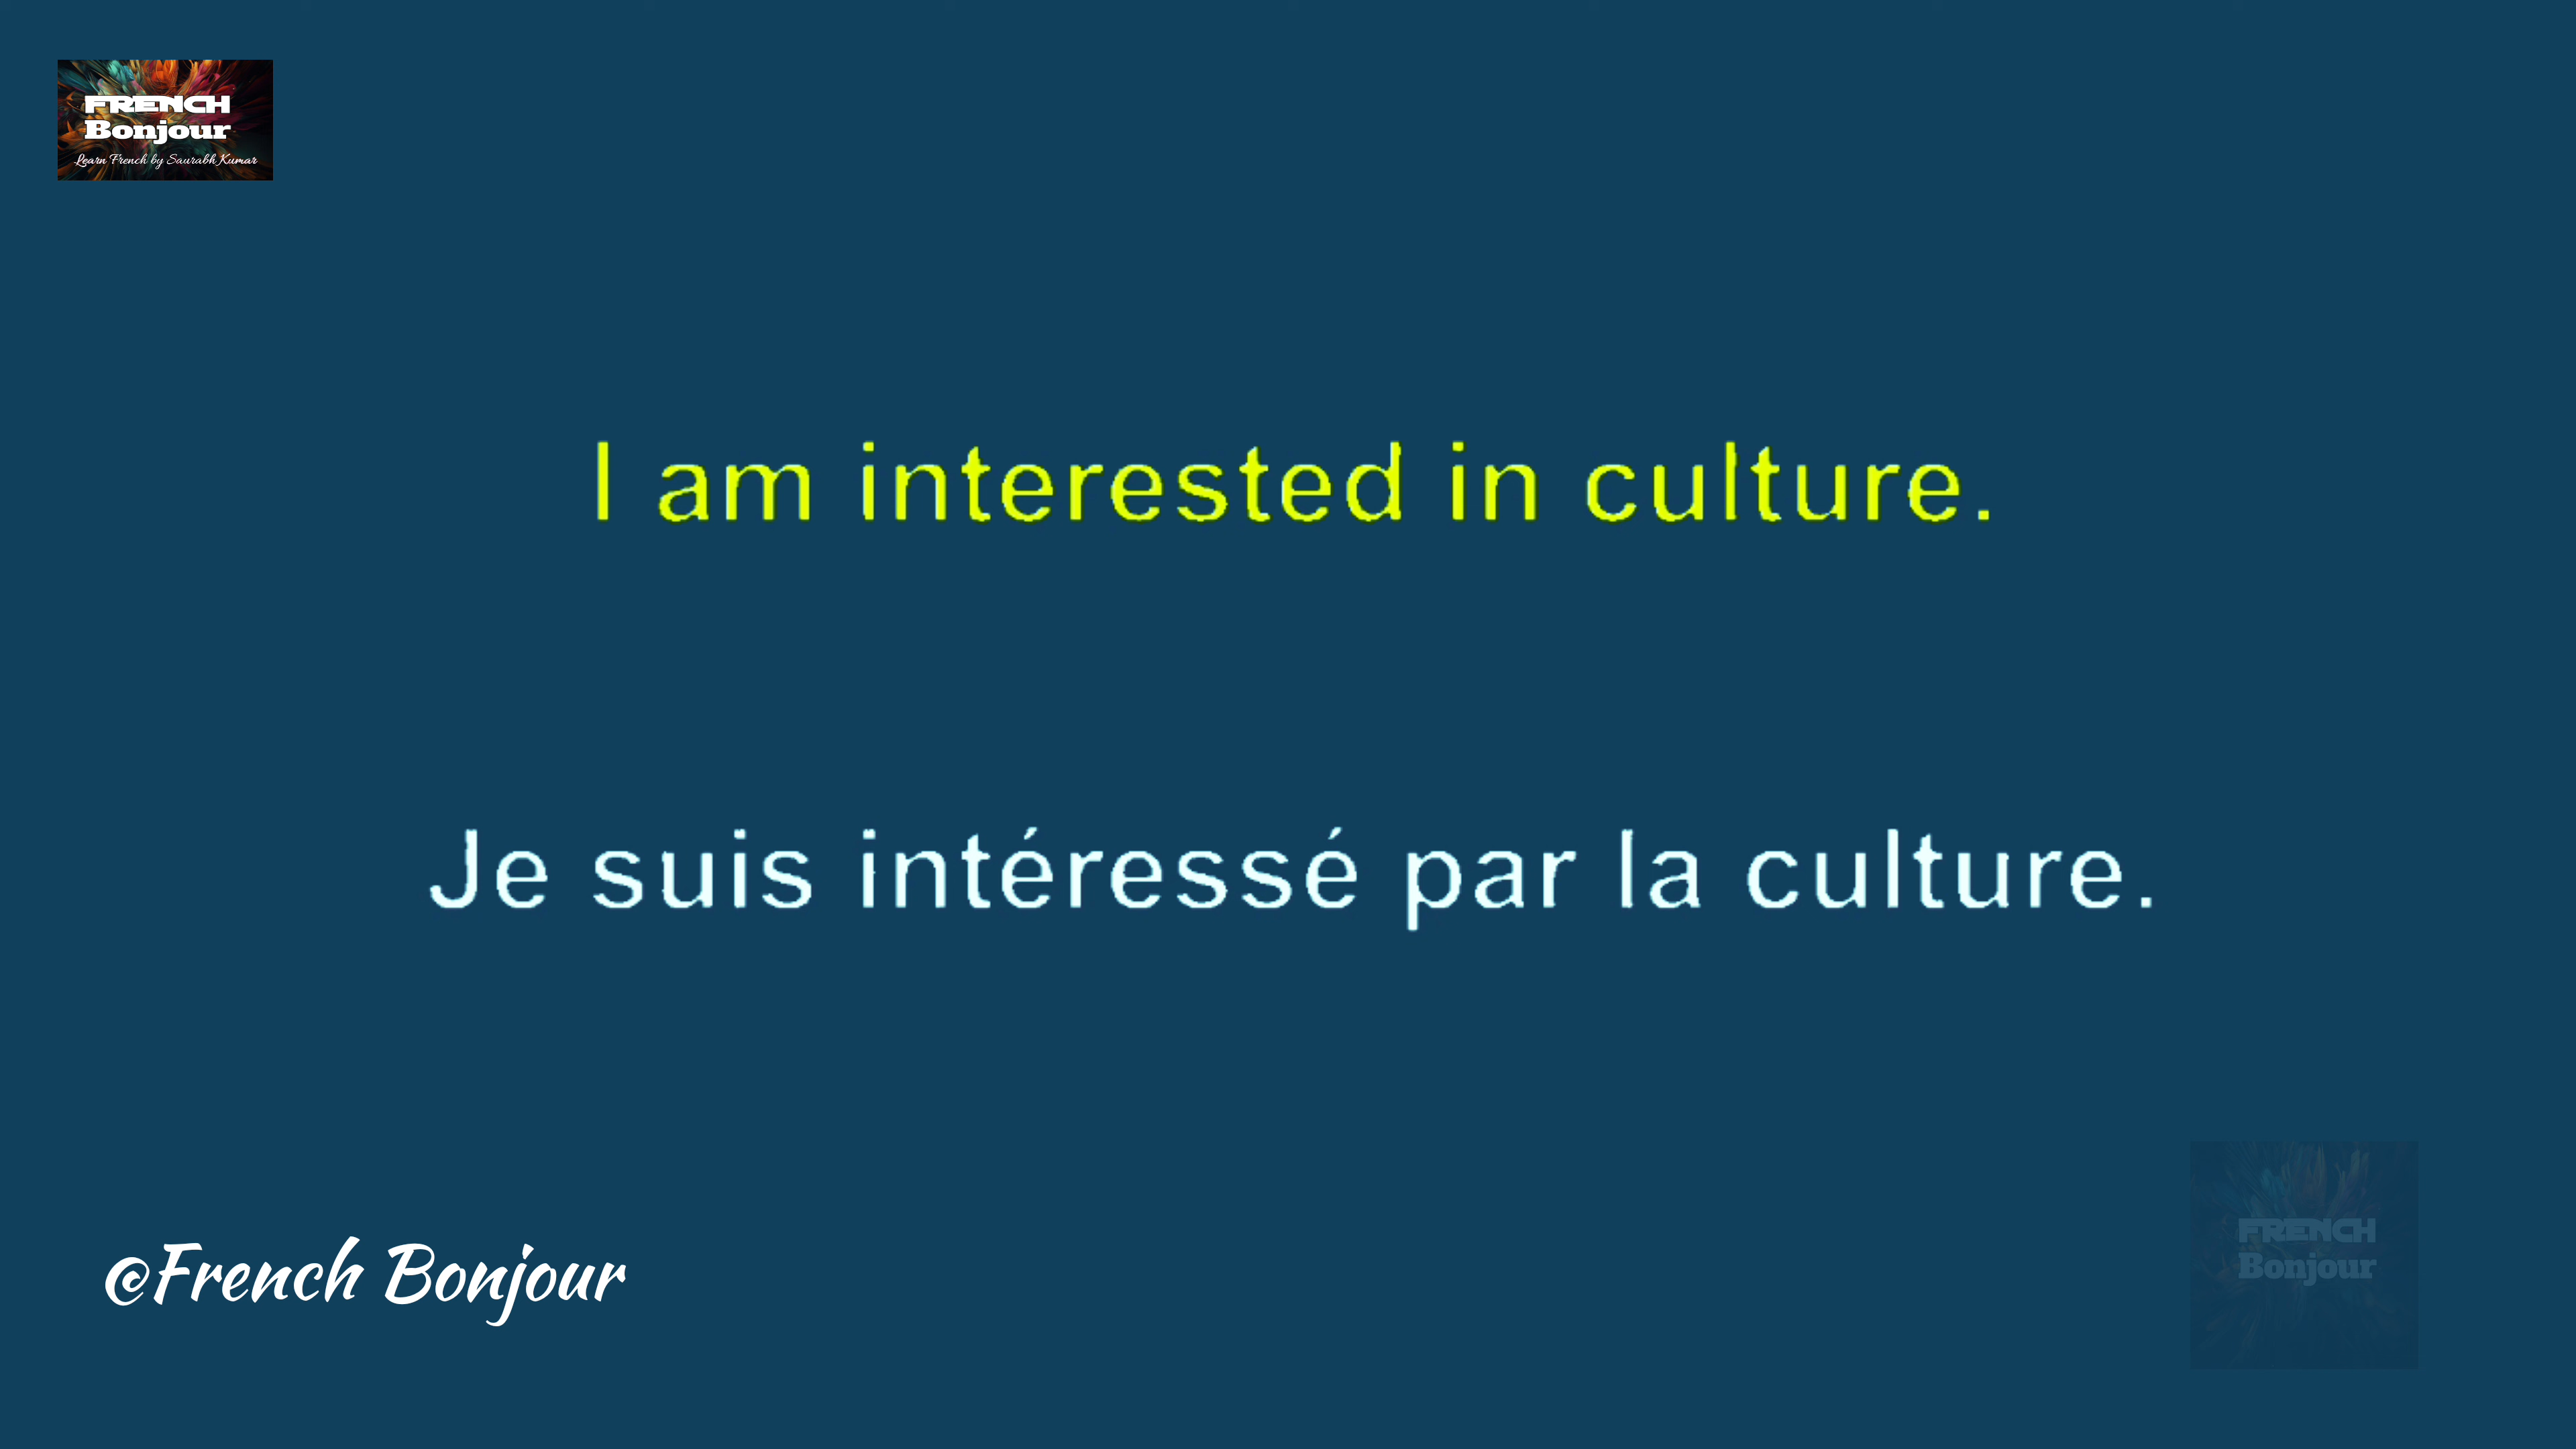 FRENCH
Bonjour
Learn French by Saurabh Kumar
I am interested in culture.
Je suis intéressé par la culture.
@French Bonjour
FRENCH
Bonjour